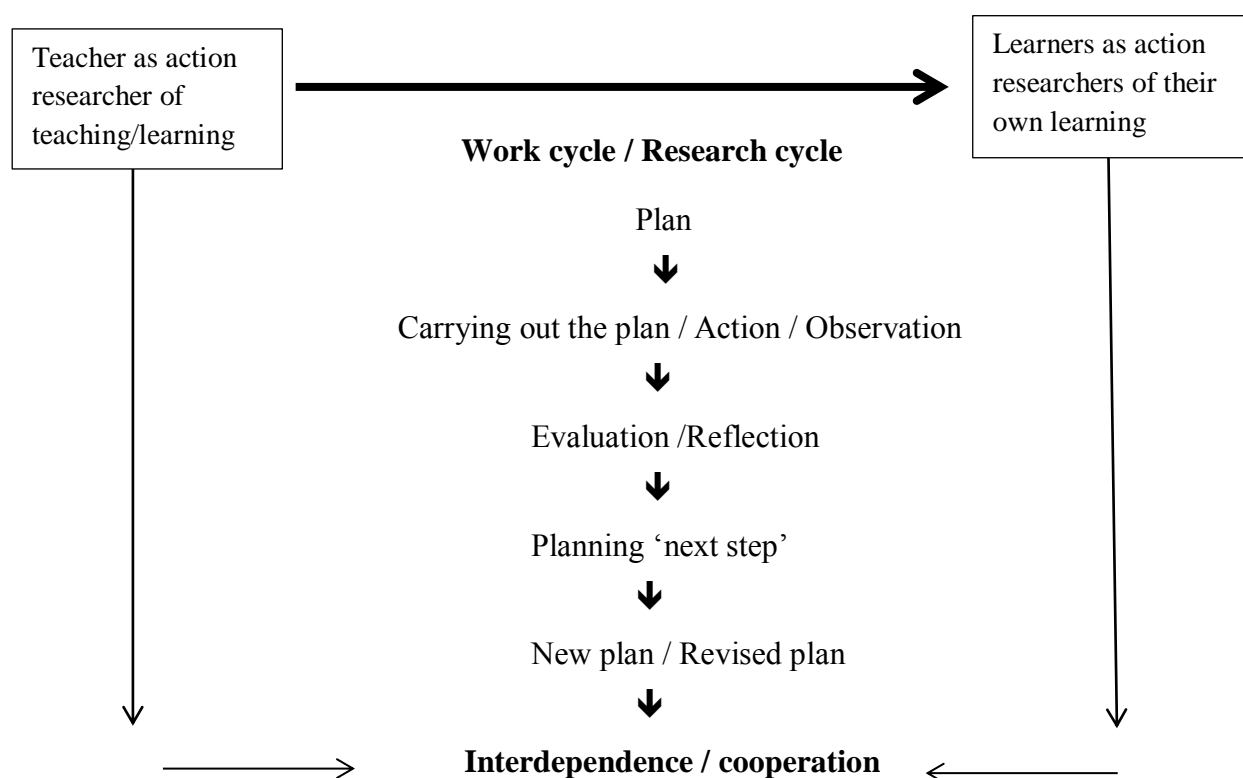 Teacher as action
researcher of
teaching/learning
Learners as action
researchers of their
own learning
Work cycle / Research cycle
Plan
Carrying out the plan / Action / Observation
Evaluation /Reflection
Planning ‘next step’
New plan / Revised plan
Interdependence / cooperation